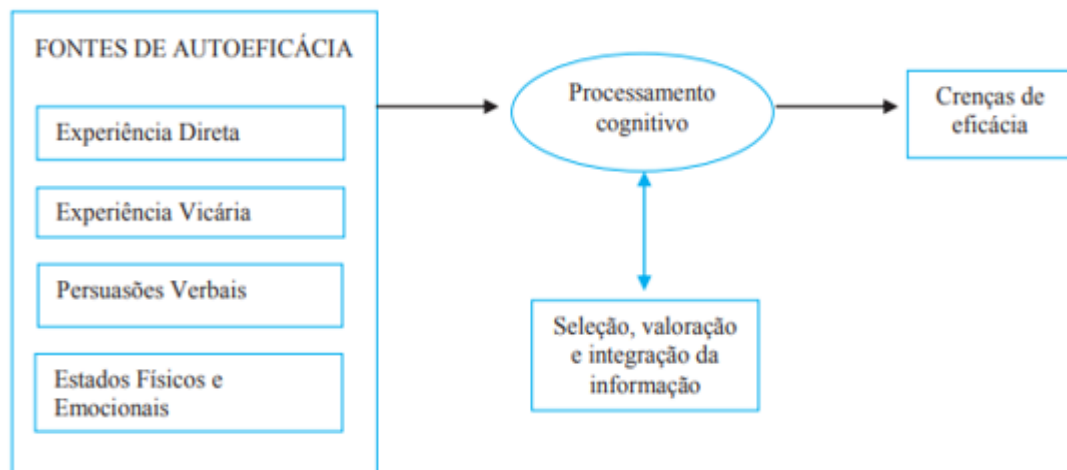 FONTES DE AUTOEFICÁCIA
Experiência Direta
Experiência Vicária
Persuasões Verbais
Estados Físicos e
Emocionais
Processamento
cognitivo
Seleção, valoração
e integração da
informação
Crenças de
eficácia